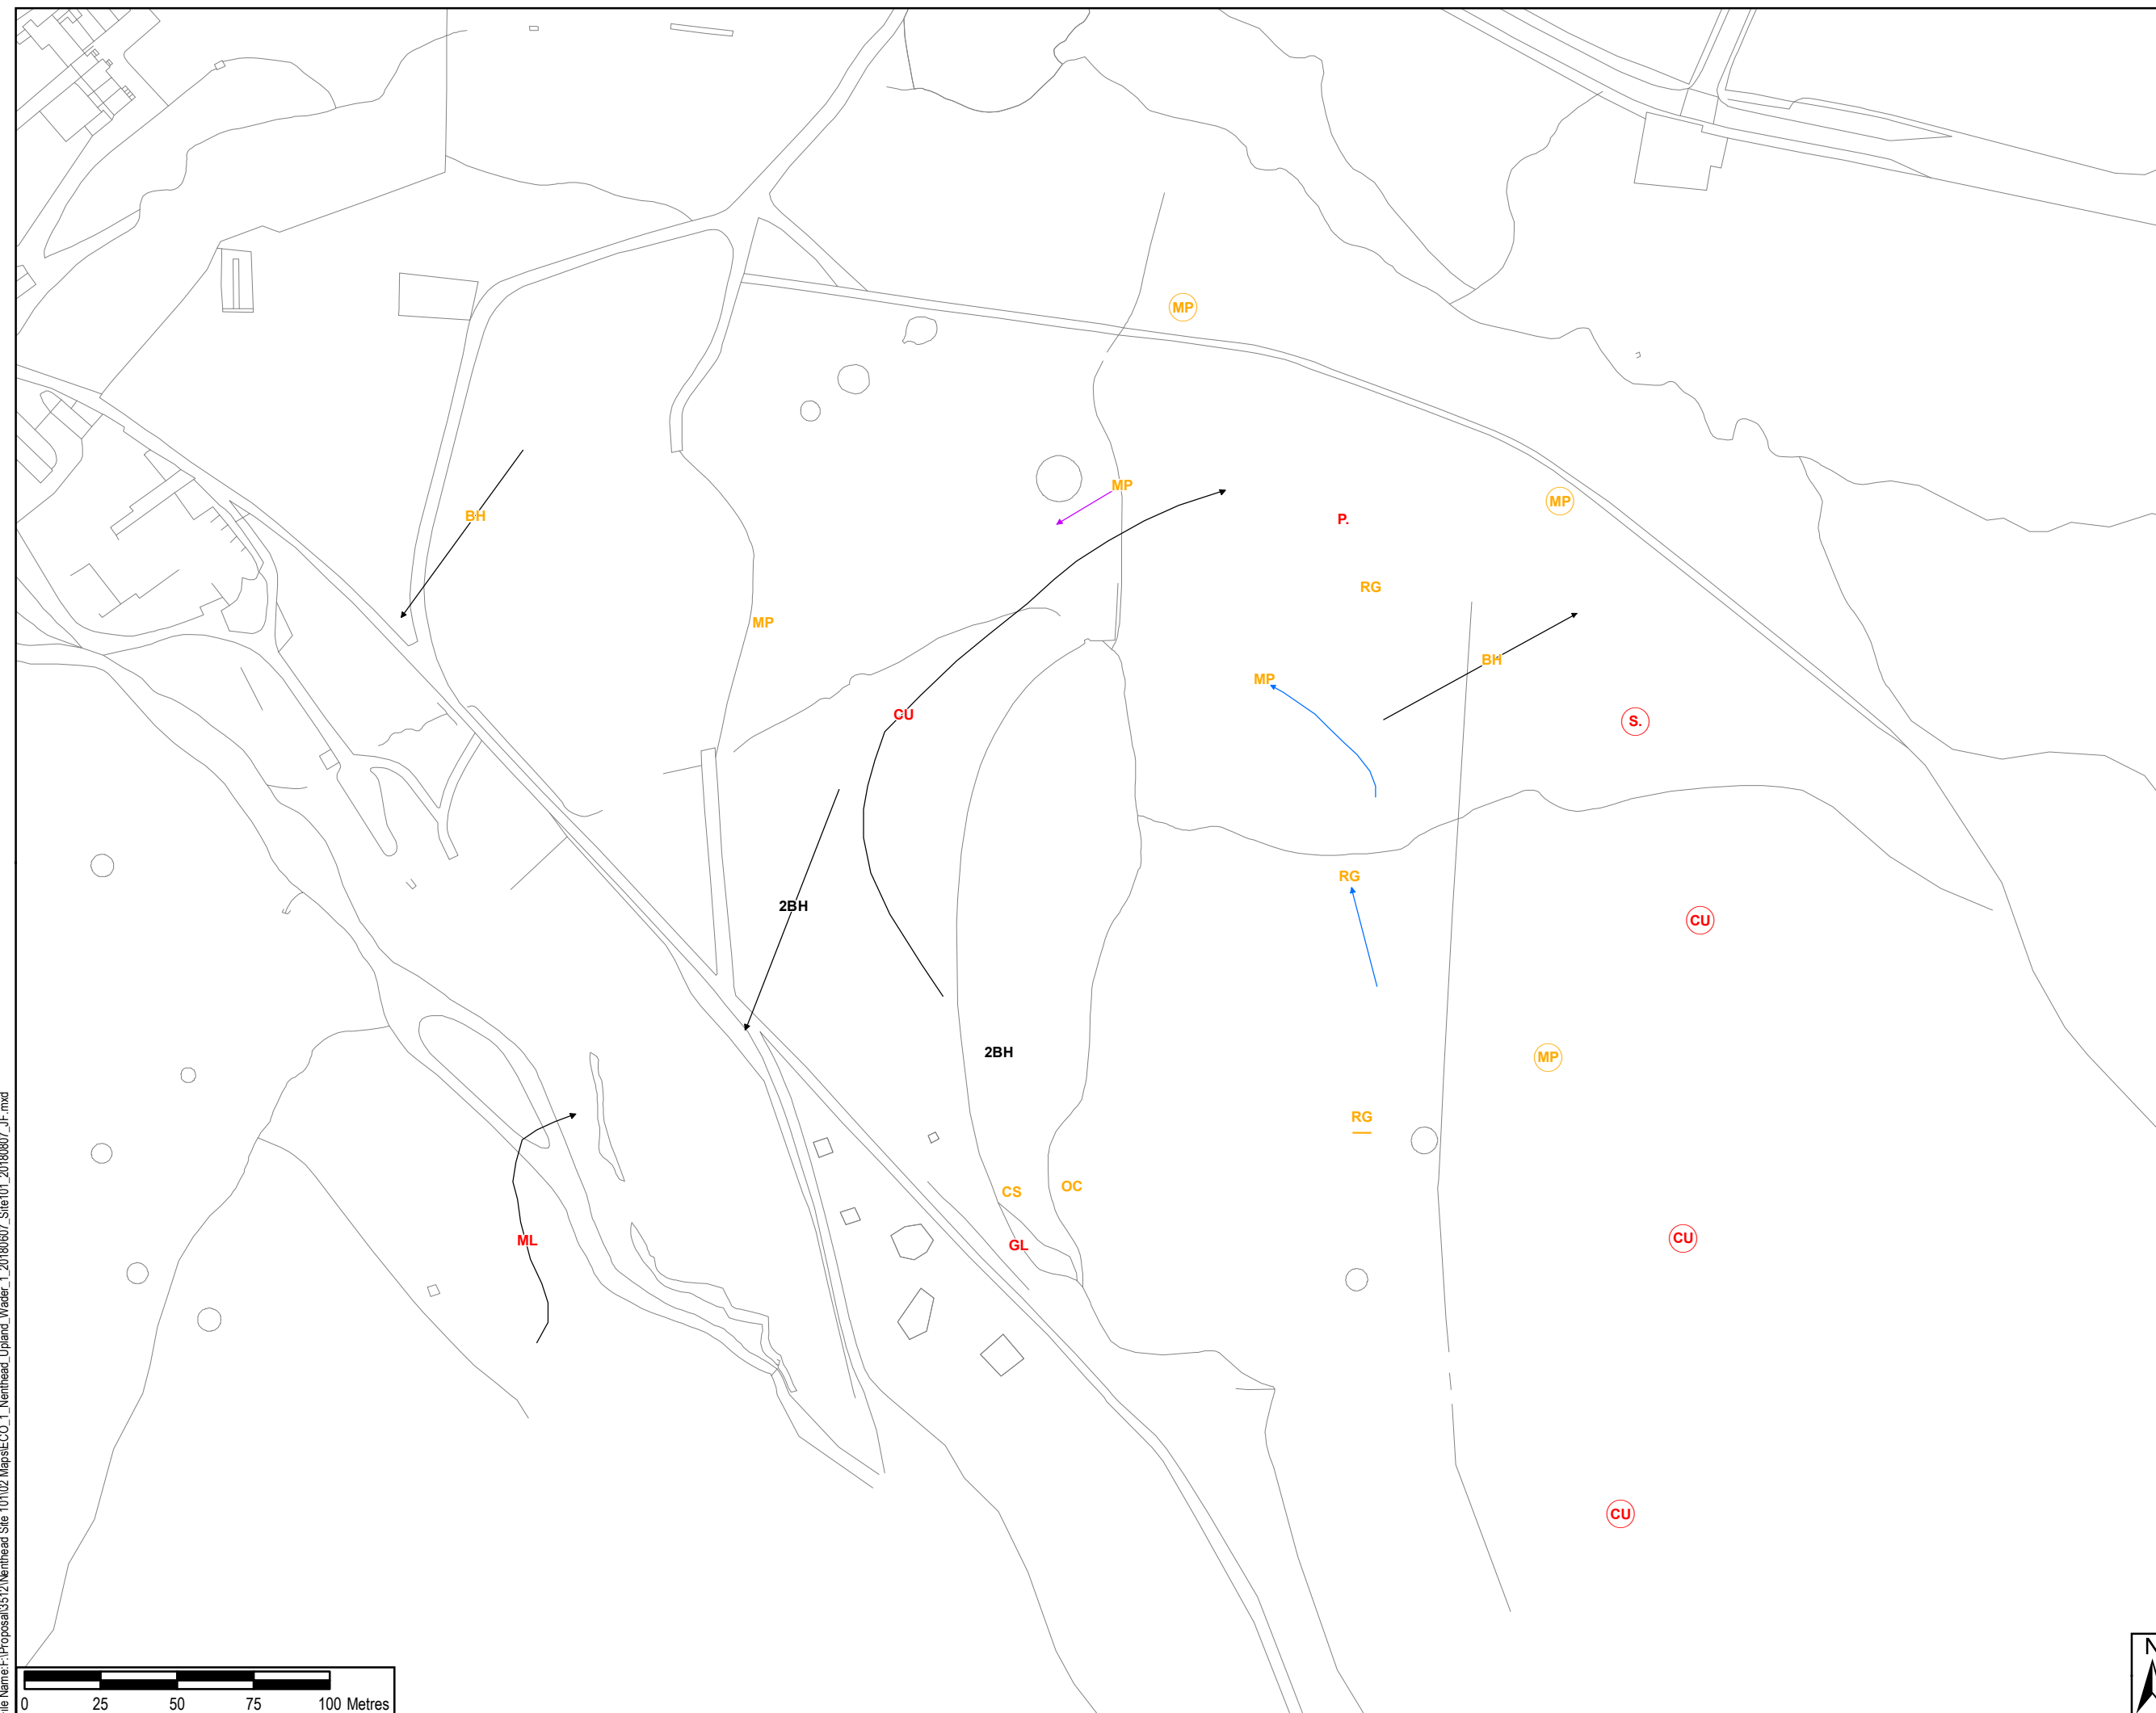 MP
MP
MP
BH
P.
RG
MP
BH
MP
CU
S.
RG
2BH
CU
2BH
MP
RG
CS
OC
ML
GL
CU
CU
0 25 50 75 100 Metres
N
File Name:F:\Proposal\3512\Nenthead Site 101\02 Maps\ECO_1_Nenthead_Upland_Wader_1_20180607_Site101_20180807_JF.mxd